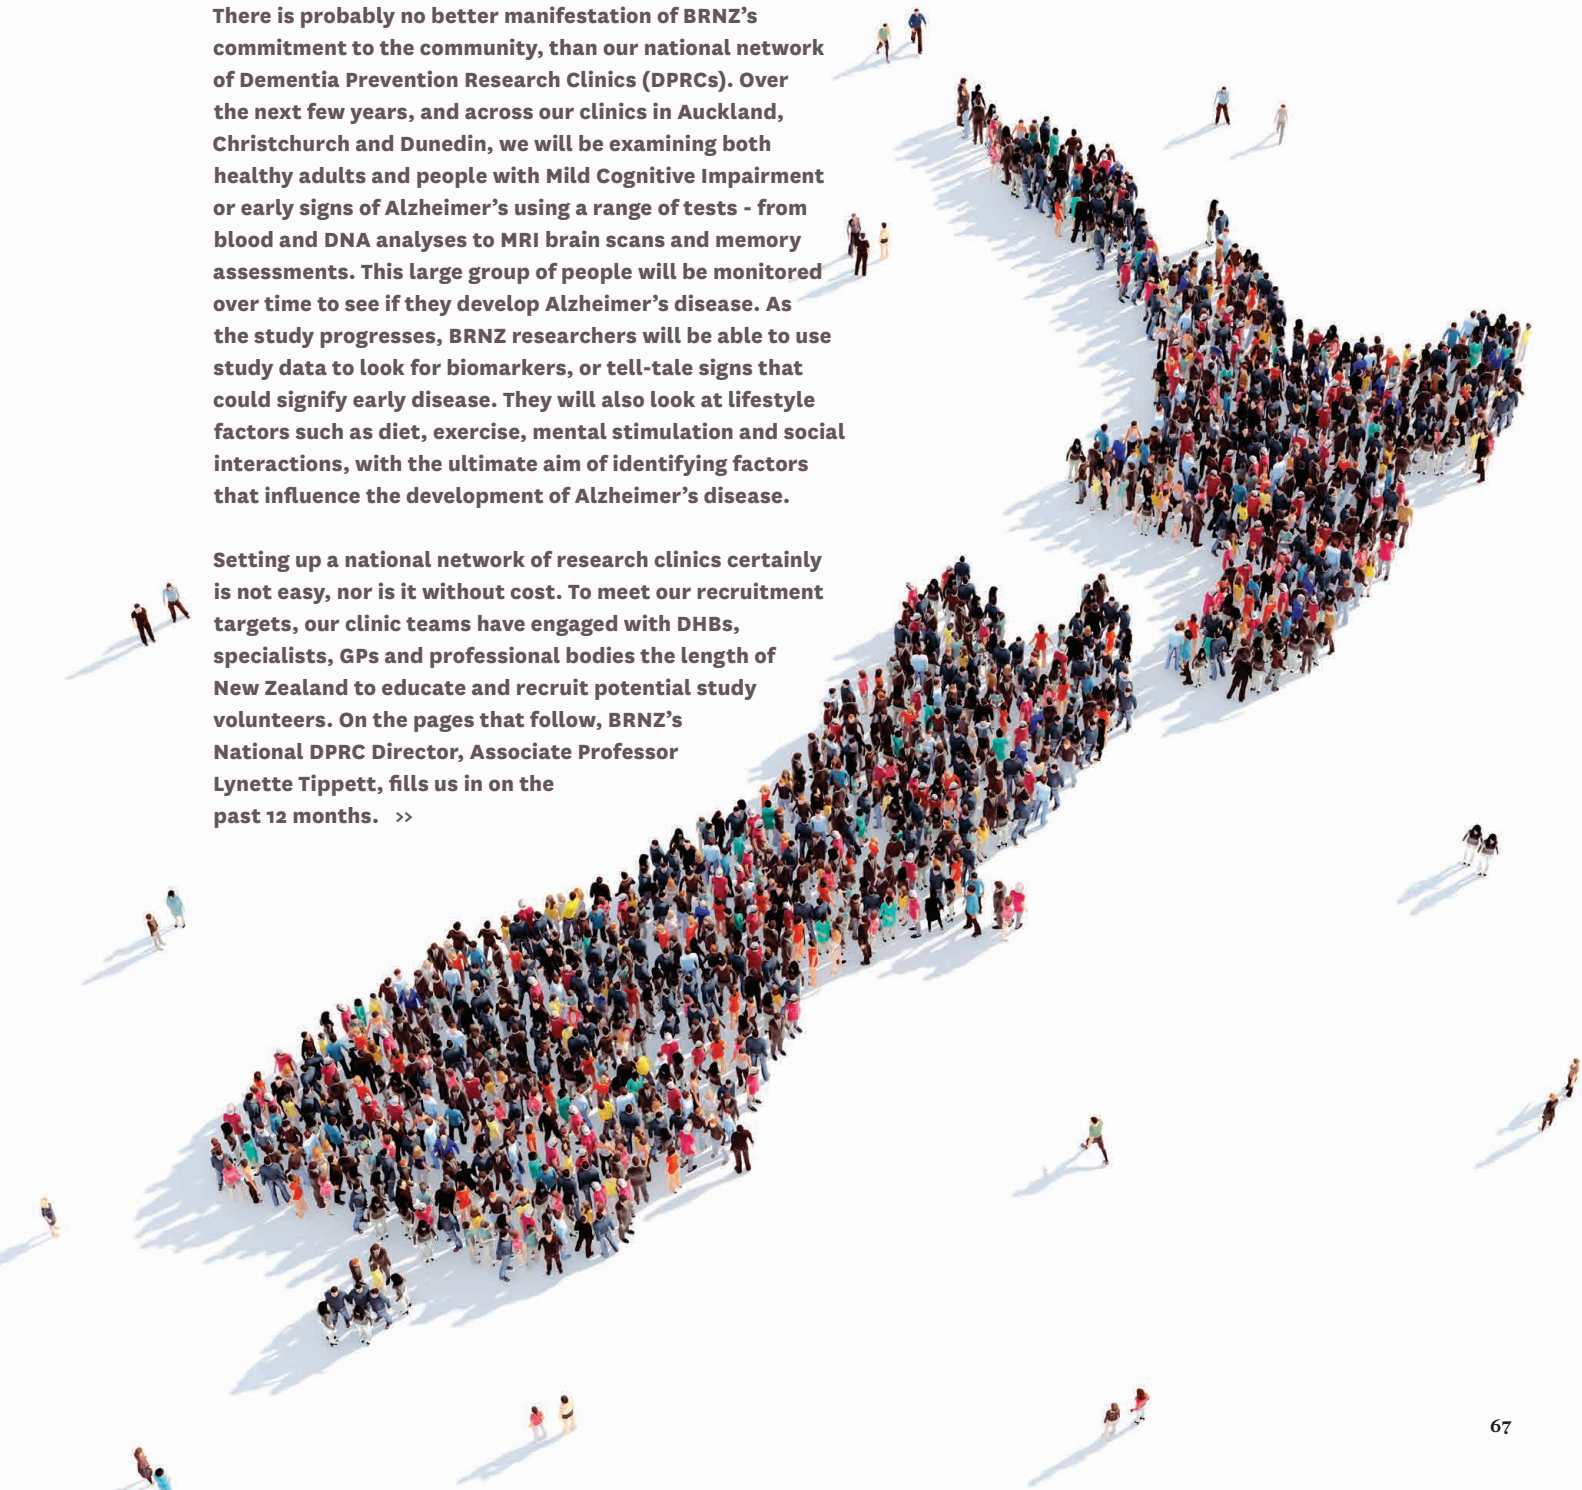 There is probably no better manifestation of BRNZ’s
commitment to the community, than our national network
of Dementia Prevention Research Clinics (DPRCs). Over
the next few years, and across our clinics in Auckland,
Christchurch and Dunedin, we will be examining both
healthy adults and people with Mild Cognitive Impairment
or early signs of Alzheimer’s using a range of tests - from
blood and DNA analyses to MRI brain scans and memory
assessments. This large group of people will be monitored
over time to see if they develop Alzheimer’s disease. As
the study progresses, BRNZ researchers will be able to use
study data to look for biomarkers, or tell-tale signs that
could signify early disease. They will also look at lifestyle
factors such as diet, exercise, mental stimulation and social
interactions, with the ultimate aim of identifying factors
that influence the development of Alzheimer’s disease.
Setting up a national network of research clinics certainly
is not easy, nor is it without cost. To meet our recruitment
targets, our clinic teams have engaged with DHBs,
specialists, GPs and professional bodies the length of
New Zealand to educate and recruit potential study
volunteers. On the pages that follow, BRNZ’s
National DPRC Director, Associate Professor
Lynette Tippett, fills us in on the
past 12 months. >>
67